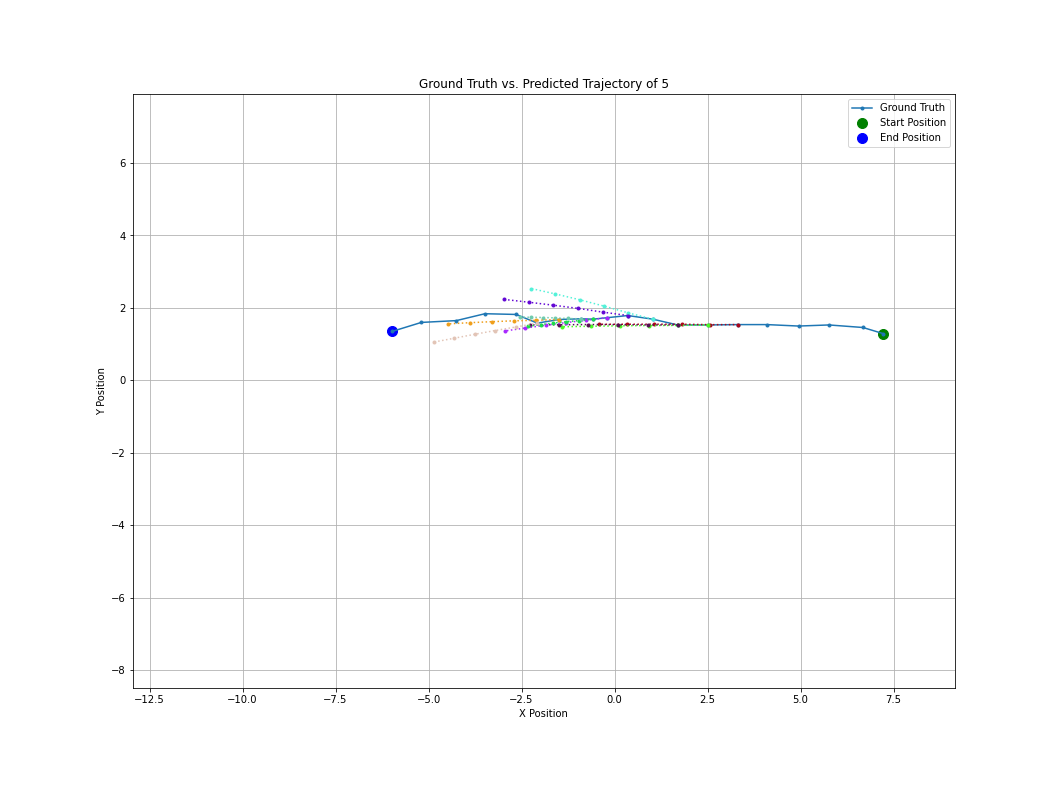 Ground Truth vs. Predicted Trajectory of 5
Ground Truth
Start Position
End Position
6
4
2
0
−2
−4
−6
−8
Y Position
−12.5 −10.0 −7.5 −5.0 −2.5 0.0 2.5 5.0 7.5
X Position